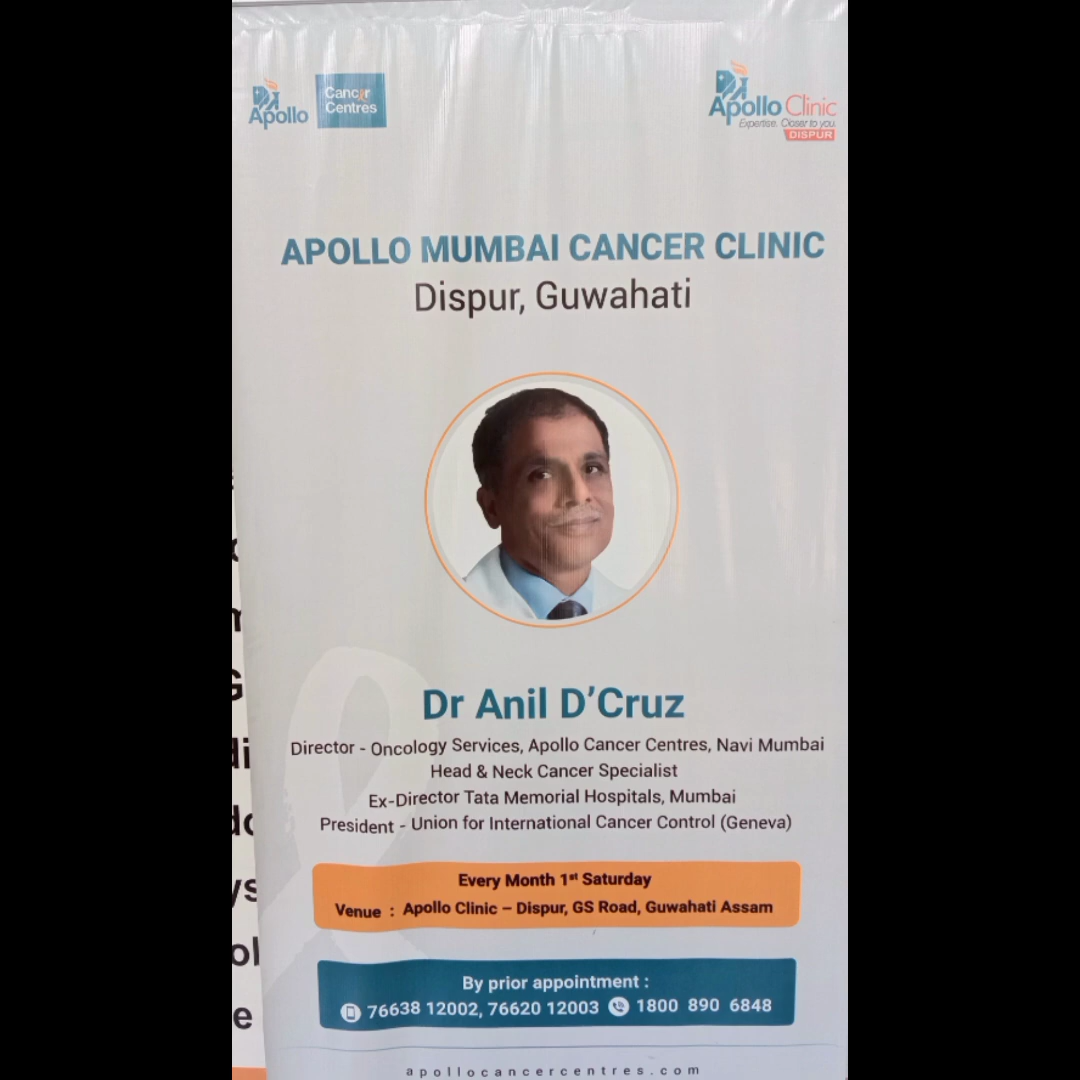 Apollo
Cancer
Centres
Apollo Clinic
Expertise. Closer to you.
DISPUR
APOLLO MUMBAI CANCER CLINIC
Dispur, Guwahati
Dr Anil D'Cruz
Director - Oncology Services, Apollo Cancer Centres, Navi Mumbai
Head & Neck Cancer Specialist
Ex-Director Tata Memorial Hospitals, Mumbai
President - Union for International Cancer Control (Geneva)
Every Month 1st Saturday
Venue : Apollo Clinic – Dispur, GS Road, Guwahati Assam
By prior appointment :
76638 12002, 76620 12003 1800 890 6848
apollocancercentres.com